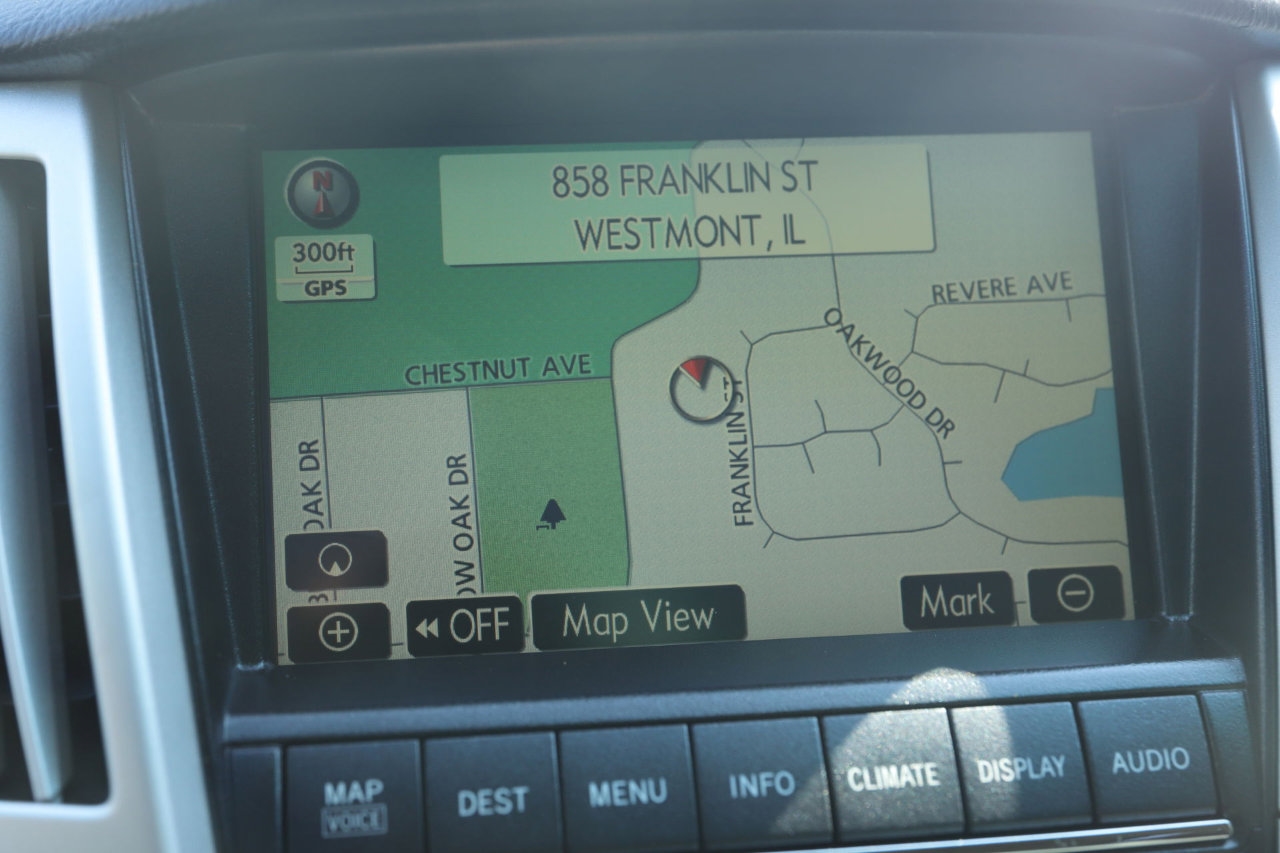 858 FRANKLIN ST
WESTMONT, IL
N
300ft
GPS
REVERE AVE
OAKWOOD DR
CHESTNUT AVE
FRANKLIN ST
OAK DR
OW OAK DR
OFF
Map View
Mark
MAP
VOICE
DEST
MENU
INFO
CLIMATE
DISPLAY
AUDIO